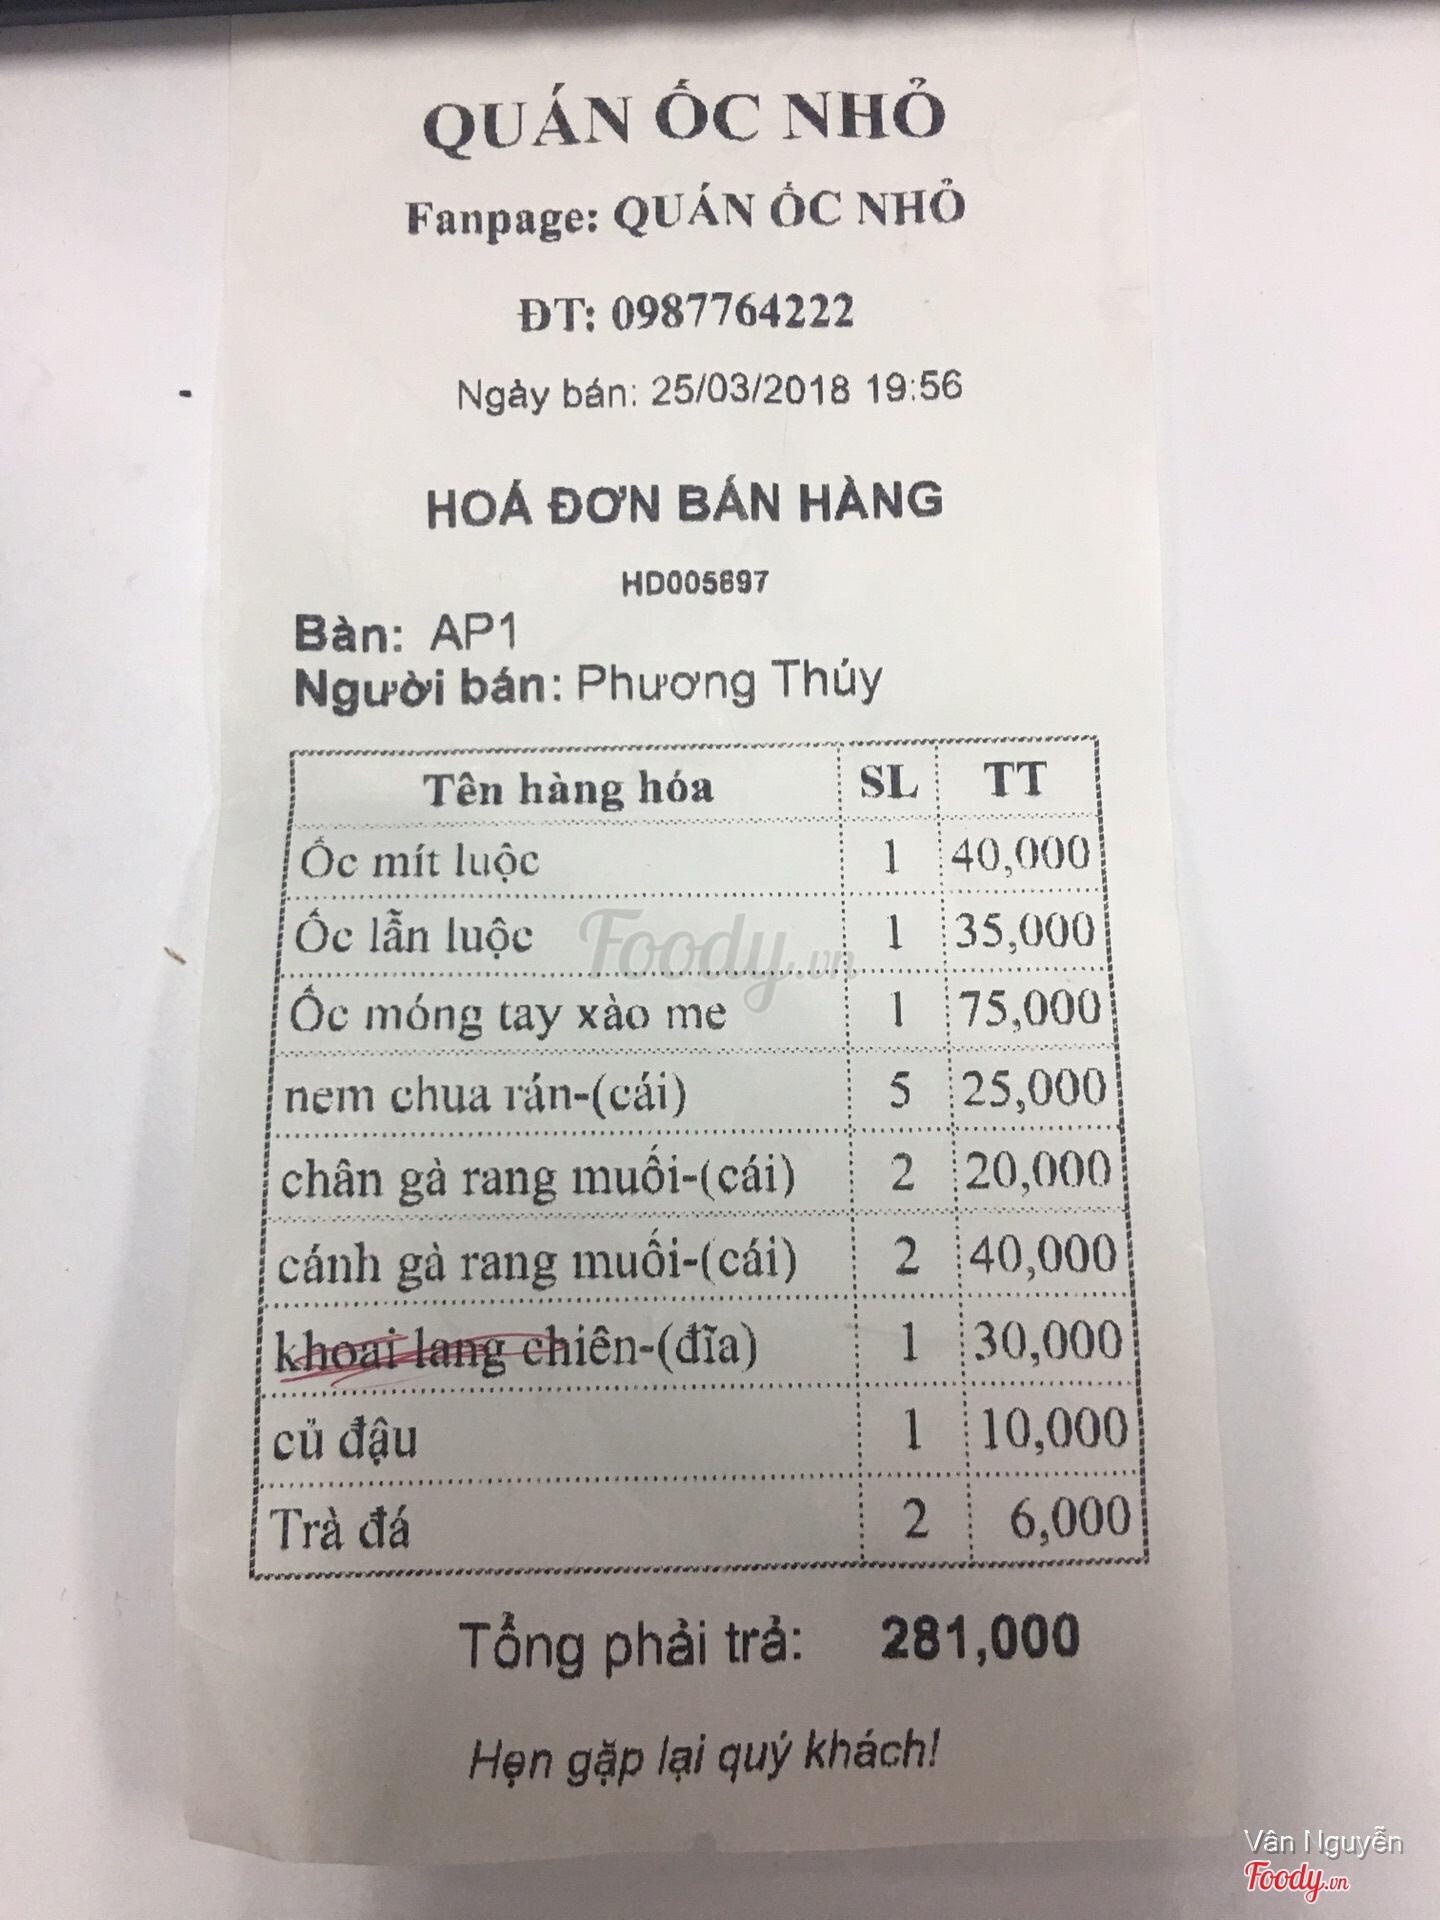 QUÁN ỐC NHỎ
Fanpage: QUÁN ỐC NHỎ
ĐT: 0987764222
Ngày bán: 25/03/2018 19:56
HOÁ ĐƠN BÁN HÀNG
HD005697
Bàn: AP1
Người bán: Phương Thúy
Tên hàng hóa SL TT
Ốc mít luộc 1 40,000
Ốc lẫn luộc 1 35,000
Ốc móng tay xào me 1 75,000
nem chua rán-(cái) 5 25,000
chân gà rang muối-(cái) 2 20,000
cánh gà rang muối-(cái) 2 40,000
khoai lang chiên-(đĩa) 1 30,000
củ đậu 1 10,000
Trà đá 2 6,000
Tổng phải trả: 281,000
Hẹn gặp lại quý khách!
Foody.vn
Vân Nguyễn
Foody.vn